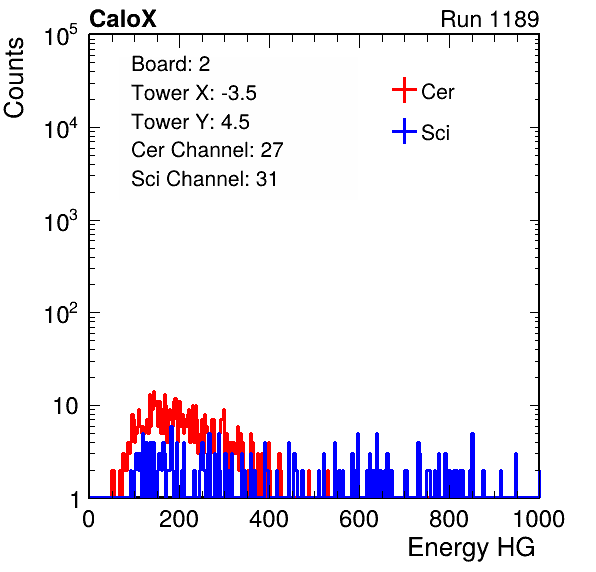 CaloX Run 1189
Counts
Board: 2
Tower X: -3.5
Tower Y: 4.5
Cer Channel: 27
Sci Channel: 31
Cer
Sci
10^5
10^4
10^3
10^2
10
1
0 200 400 600 800 1000
Energy HG